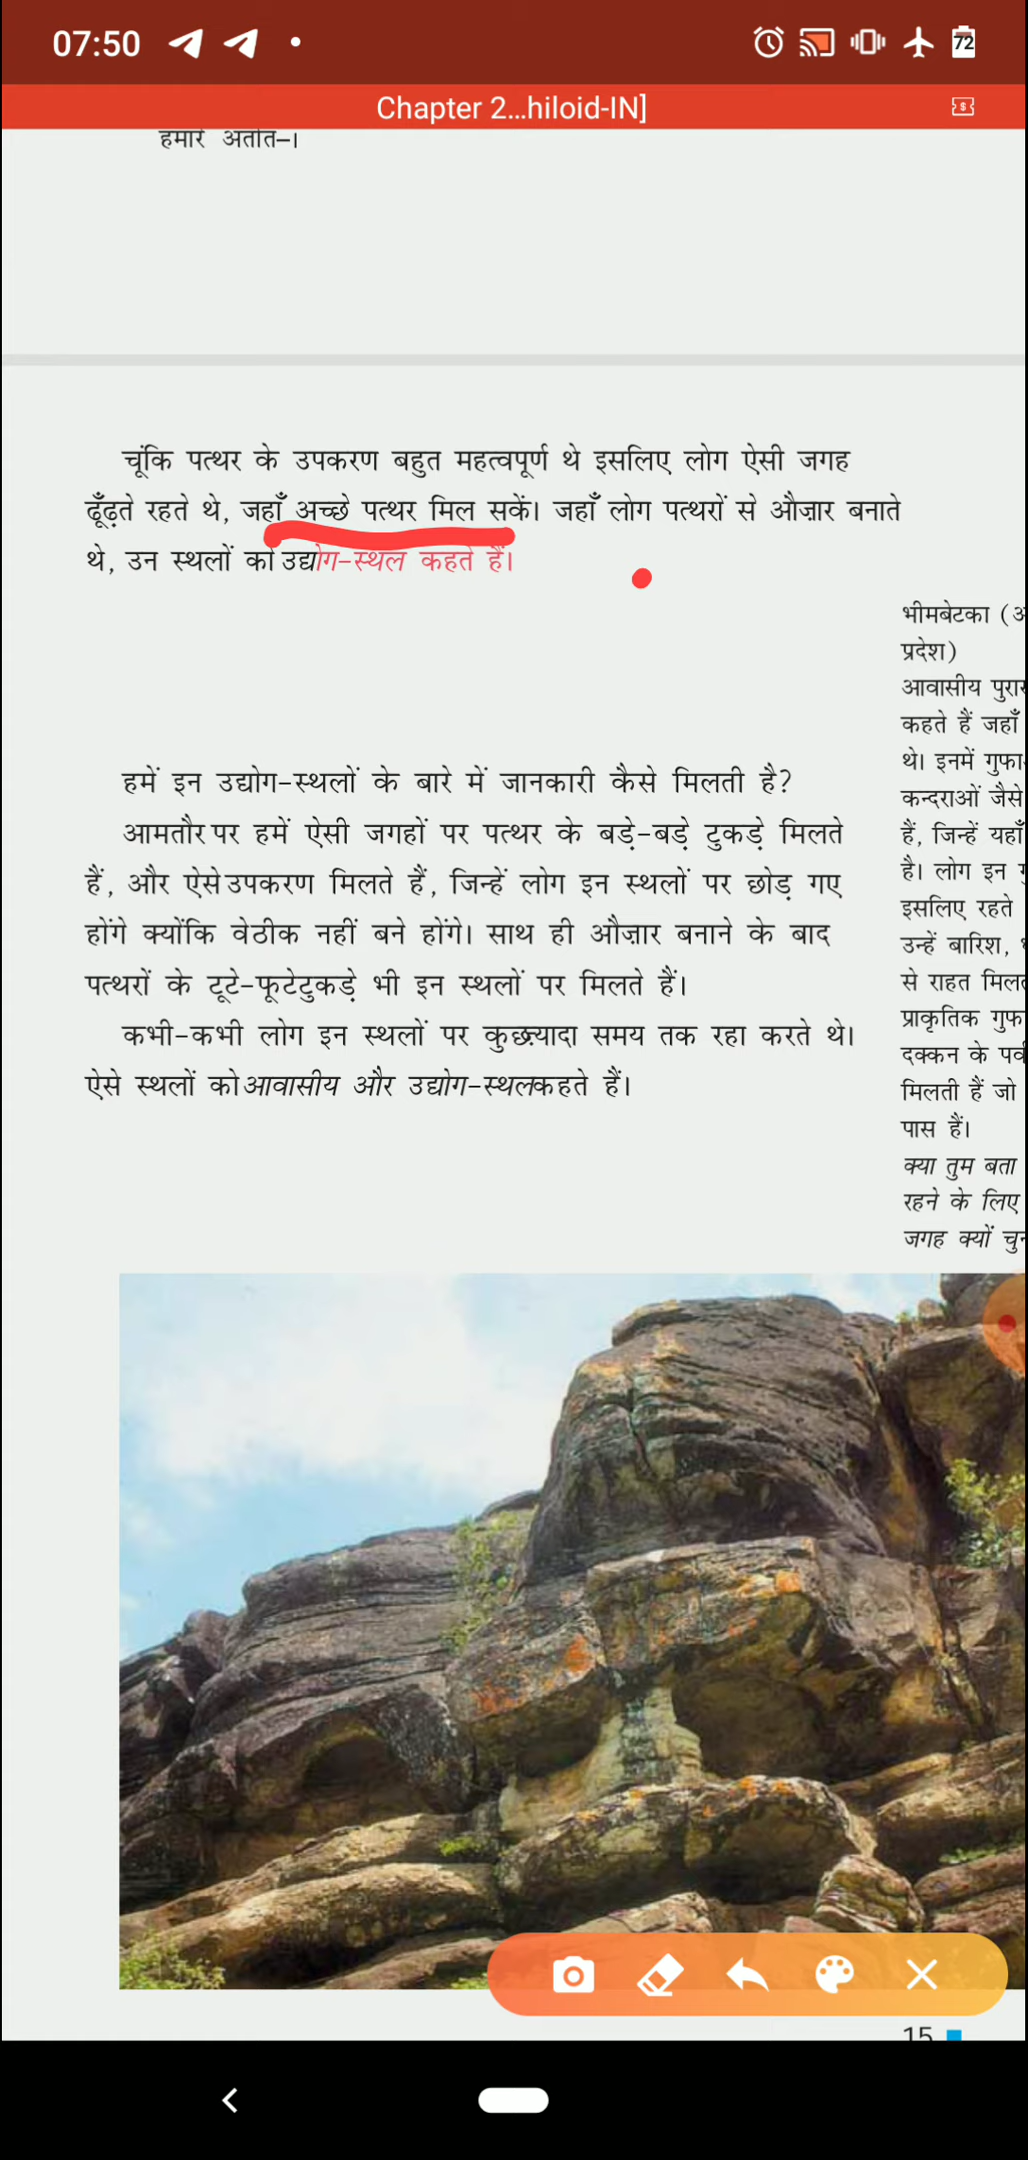 07:50
72
Chapter 2...hiloid-IN]
हमारे अतीत–।
चूंकि पत्थर के उपकरण बहुत महत्वपूर्ण थे इसलिए लोग ऐसी जगह
ढूँढ़ते रहते थे, जहाँ अच्छे पत्थर मिल सकें। जहाँ लोग पत्थरों से औज़ार बनाते
थे, उन स्थलों को उद्योग-स्थल कहते हैं।
हमें इन उद्योग-स्थलों के बारे में जानकारी कैसे मिलती है?
आमतौर पर हमें ऐसी जगहों पर पत्थर के बड़े-बड़े टुकड़े मिलते
हैं, और ऐसे उपकरण मिलते हैं, जिन्हें लोग इन स्थलों पर छोड़ गए
होंगे क्योंकि वेठीक नहीं बने होंगे। साथ ही औज़ार बनाने के बाद
पत्थरों के टूटे-फूटेटुकड़े भी इन स्थलों पर मिलते हैं।
कभी-कभी लोग इन स्थलों पर कुछ ज़्यादा समय तक रहा करते थे।
ऐसे स्थलों को आवासीय और उद्योग-स्थल कहते हैं।
भीमबेटका (
प्रदेश)
आवासीय
कहते हैं जहाँ
थे। इनमें
कन्दराओं जैसे
हैं, जिन्हें यहाँ
है। लोग इन
इसलिए रहते
उन्हें बारिश,
से राहत
प्राकृतिक
दक्कन के
मिलती हैं जो
पास हैं।
क्या तुम बता
रहने के लिए
जगह क्यों
15